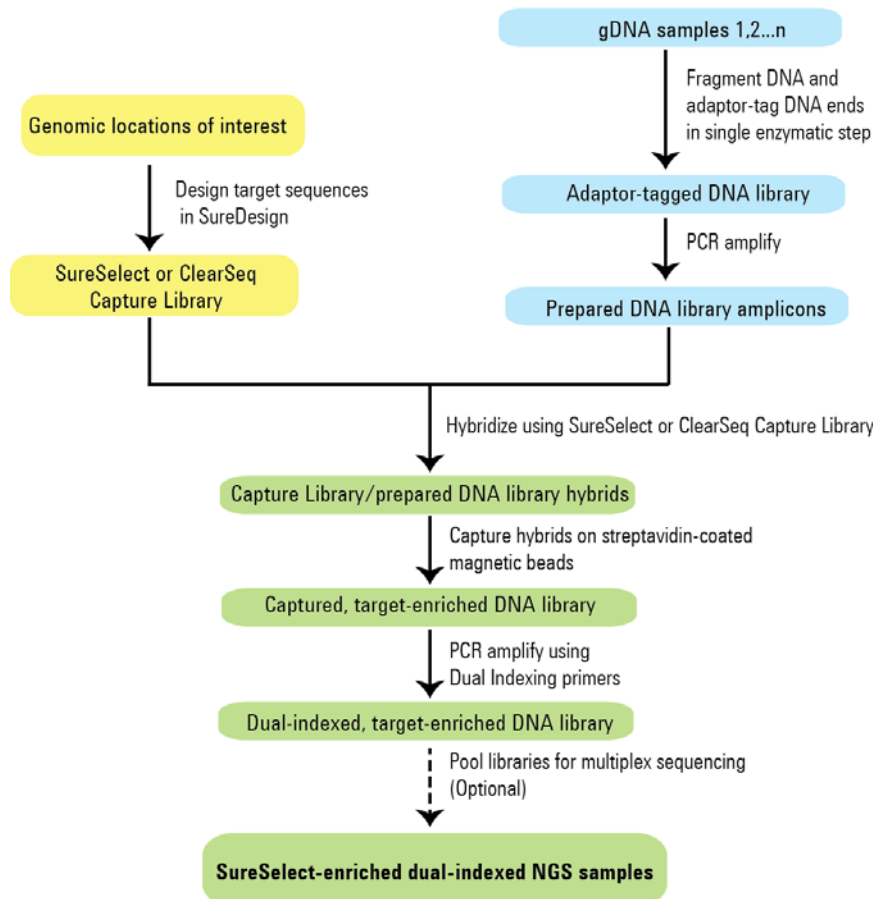 gDNA samples 1,2...n
Fragment DNA and
adaptor-tag DNA ends
in single enzymatic step
Genomic locations of interest
Design target sequences
in SureDesign
Adaptor-tagged DNA library
PCR amplify
SureSelect or ClearSeq
Capture Library
Prepared DNA library amplicons
Hybridize using SureSelect or ClearSeq Capture Library
Capture Library/prepared DNA library hybrids
Capture hybrids on streptavidin-coated
magnetic beads
Captured, target-enriched DNA library
PCR amplify using
Dual Indexing primers
Dual-indexed, target-enriched DNA library
Pool libraries for multiplex sequencing
(Optional)
SureSelect-enriched dual-indexed NGS samples